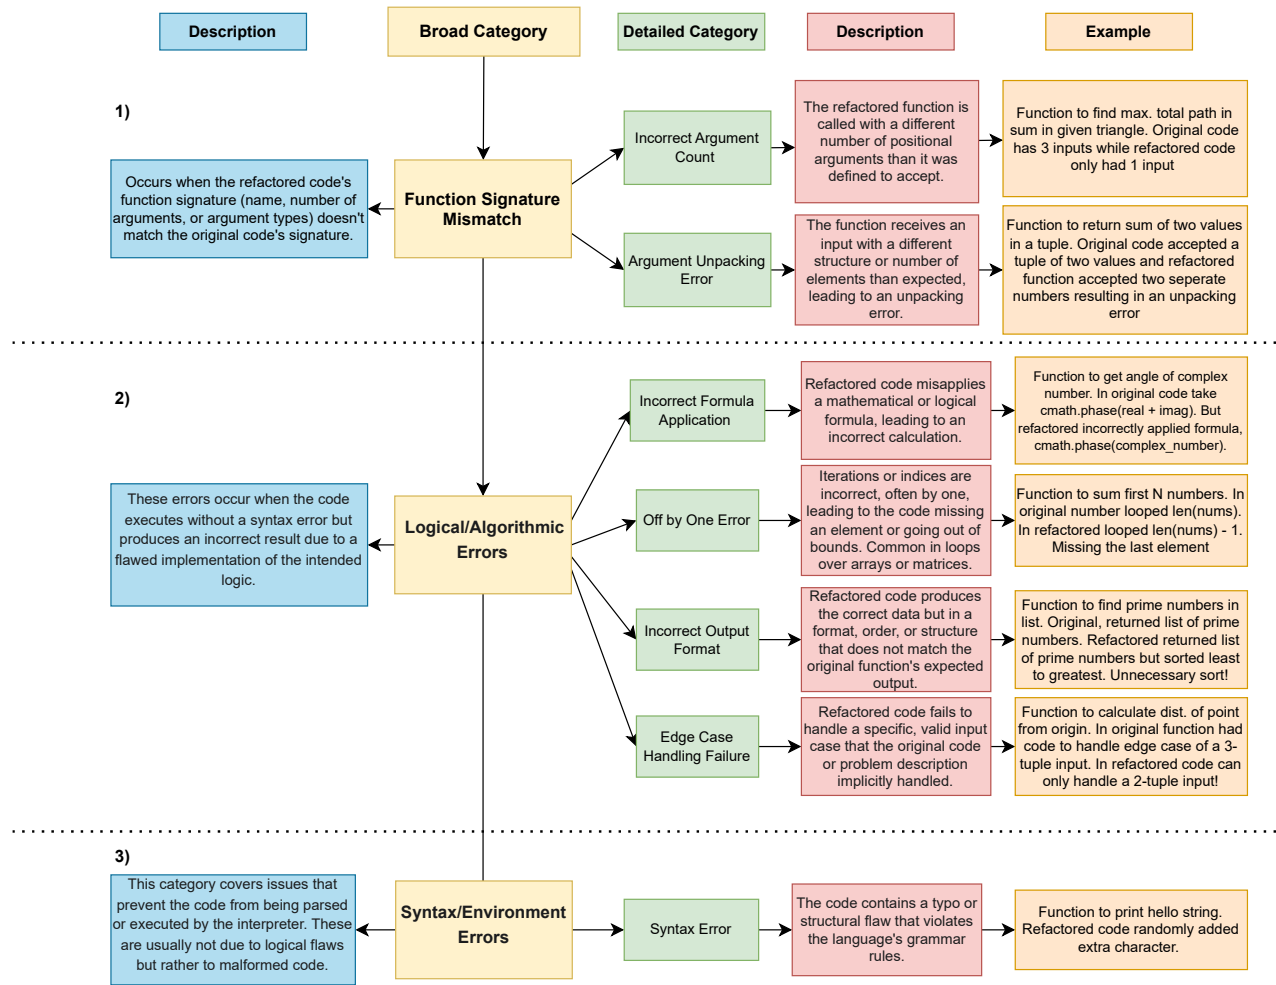 Description
Broad Category
Detailed Category
Description
Example
1)
Occurs when the refactored code's
function signature (name, number of
arguments, or argument types) doesn't
match the original code's signature.
Function Signature
Mismatch
Incorrect Argument
Count
The refactored function is
called with a different
number of positional
arguments than it was
defined to accept.
Function to find max. total path in
sum in given triangle. Original code
has 3 inputs while refactored code
only had 1 input
Argument Unpacking
Error
The function receives an
input with a different
structure or number of
elements than expected,
leading to an unpacking
error.
Function to return sum of two values
in a tuple. Original code accepted a
tuple of two values and refactored
function accepted two seperate
numbers resulting in an unpacking
error
2)
These errors occur when the code
executes without a syntax error but
produces an incorrect result due to a
flawed implementation of the intended
logic.
Logical/Algorithmic
Errors
Incorrect Formula
Application
Refactored code misapplies
a mathematical or logical
formula, leading to an
incorrect calculation.
Function to get angle of complex
number. In original code take
cmath.phase(real + imag). But
refactored incorrectly applied formula,
cmath.phase(complex_number).
Off by One Error
Iterations or indices are
incorrect, often by one,
leading to the code missing
an element or going out of
bounds. Common in loops
over arrays or matrices.
Function to sum first N numbers. In
original number looped len(nums).
In refactored looped len(nums) - 1.
Missing the last element
Incorrect Output
Format
Refactored code produces
the correct data but in a
format, order, or structure
that does not match the
original function's expected
output.
Function to find prime numbers in
list. Original, returned list of prime
numbers. Refactored returned list
of prime numbers but sorted least
to greatest. Unnecessary sort!
Edge Case
Handling Failure
Refactored code fails to
handle a specific, valid input
case that the original code
or problem description
implicitly handled.
Function to calculate dist. of point
from origin. In original function had
code to handle edge case of a 3-
tuple input. In refactored code can
only handle a 2-tuple input!
3)
This category covers issues that
prevent the code from being parsed
or executed by the interpreter. These
are usually not due to logical flaws
but rather to malformed code.
Syntax/Environment
Errors
Syntax Error
The code contains a typo or
structural flaw that violates
the language's grammar
rules.
Function to print hello string.
Refactored code randomly added
extra character.